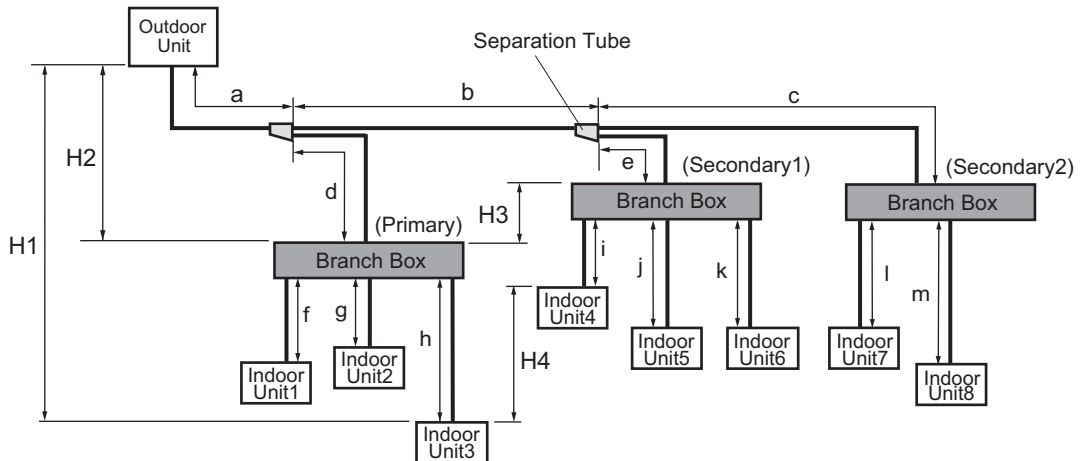 Outdoor
Unit
Separation Tube
a
b
c
H2
H1
d
e
(Secondary1)
(Secondary2)
Branch Box
Branch Box
H3
(Primary)
Branch Box
i
j
k
l
m
f
g
h
H4
Indoor
Unit4
Indoor
Unit5
Indoor
Unit6
Indoor
Unit7
Indoor
Unit8
Indoor
Unit1
Indoor
Unit2
Indoor
Unit3